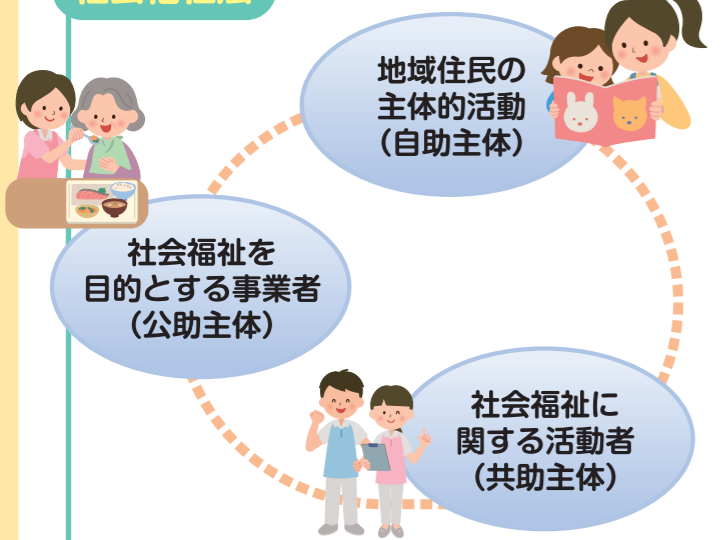 地域住民の
主体的活動
（自助主体）
社会福祉を
目的とする事業者
（公助主体）
社会福祉に
関する活動者
（共助主体）